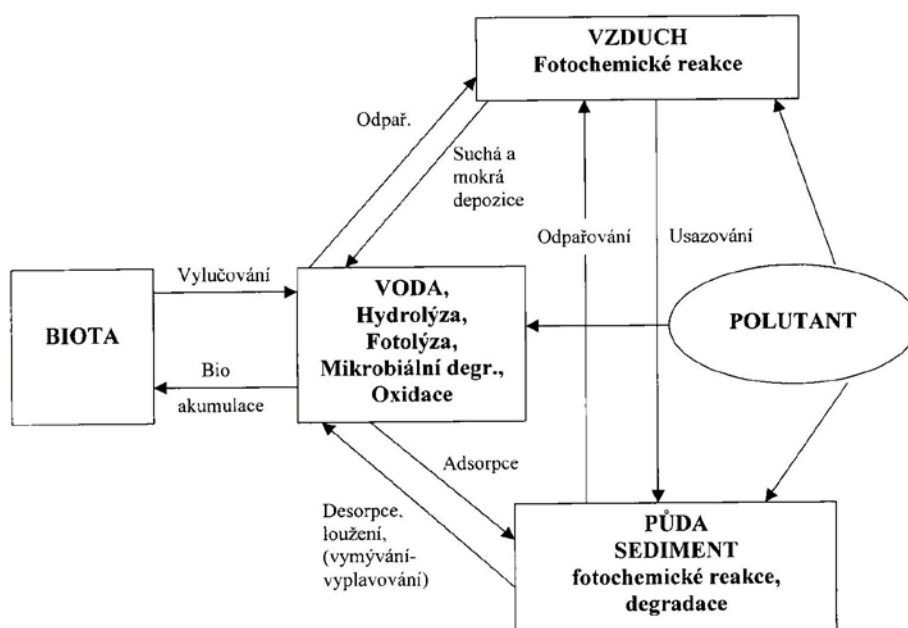 VZDUCH
Fotochemické reakce
Odpař.
Suchá a
mokrá
depozice
Odpařování
Usazování
Vylučování
BIOTA
VODA,
Hydrolýza,
Fotolýza,
Mikrobiální degr.,
Oxidace
POLUTANT
Bio
akumulace
Adsorpce
Desorpce,
loužení,
(vymývání-
vyplavování)
PŮDA
SEDIMENT
fotochemické reakce,
degradace